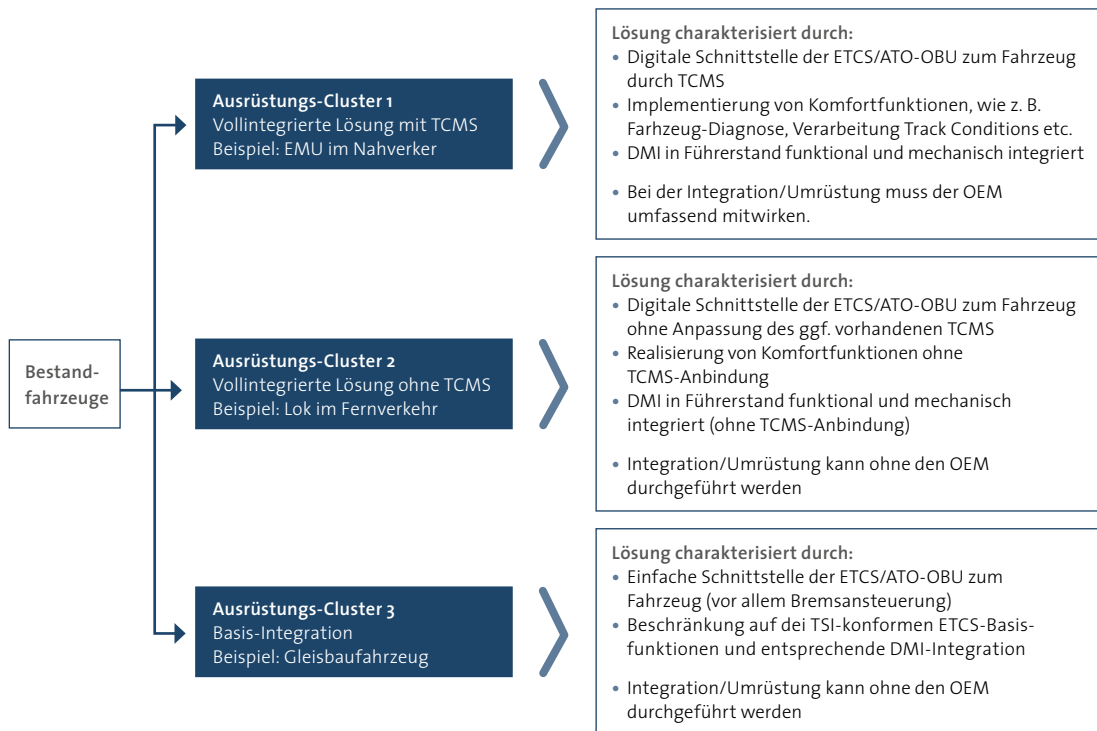 Bestand-
fahrzeuge
Ausrüstungs-Cluster 1
Vollintegrierte Lösung mit TCMS
Beispiel: EMU im Nahverker
Lösung charakterisiert durch:
• Digitale Schnittstelle der ETCS/ATO-OBU zum Fahrzeug
durch TCMS
• Implementierung von Komfortfunktionen, wie z. B.
Farhzeug-Diagnose, Verarbeitung Track Conditions etc.
• DMI in Führerstand funktional und mechanisch integriert
• Bei der Integration/Umrüstung muss der OEM
umfassend mitwirken.
Ausrüstungs-Cluster 2
Vollintegrierte Lösung ohne TCMS
Beispiel: Lok im Fernverkehr
Lösung charakterisiert durch:
• Digitale Schnittstelle der ETCS/ATO-OBU zum Fahrzeug
ohne Anpassung des ggf. vorhandenen TCMS
• Realisierung von Komfortfunktionen ohne
TCMS-Anbindung
• DMI in Führerstand funktional und mechanisch
integriert (ohne TCMS-Anbindung)
• Integration/Umrüstung kann ohne den OEM
durchgeführt werden
Ausrüstungs-Cluster 3
Basis-Integration
Beispiel: Gleisbaufahrzeug
Lösung charakterisiert durch:
• Einfache Schnittstelle der ETCS/ATO-OBU zum
Fahrzeug (vor allem Bremsansteuerung)
• Beschränkung auf dei TSI-konformen ETCS-Basis-
funktionen und entsprechende DMI-Integration
• Integration/Umrüstung kann ohne den OEM
durchgeführt werden